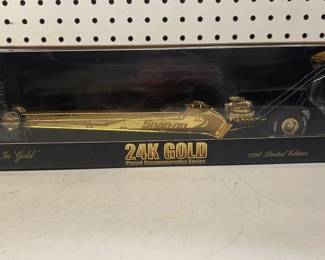 Snap-on
In "Gold"
24K GOLD
Plated Commemorative Series
1998 Limited Edition